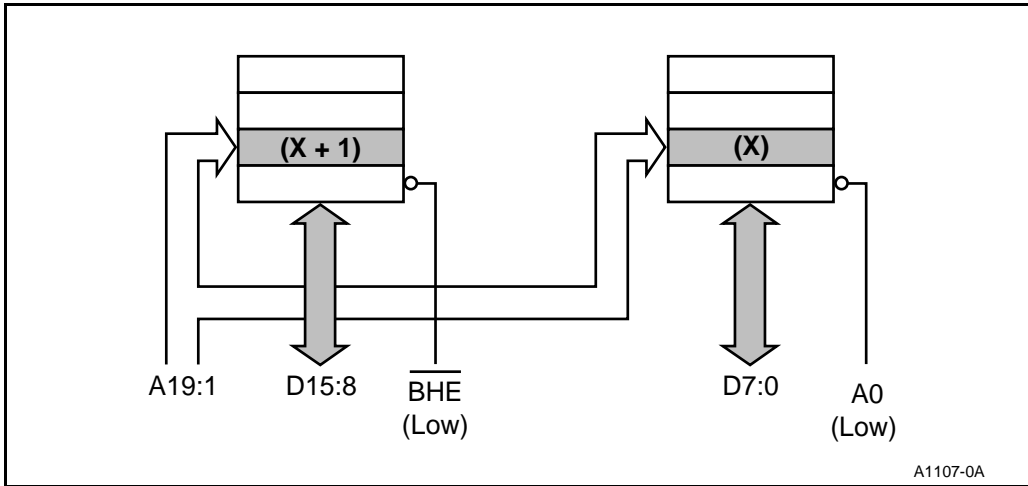 (X + 1)
(X)
A19:1
D15:8
BHE
(Low)
D7:0
A0
(Low)
A1107-0A